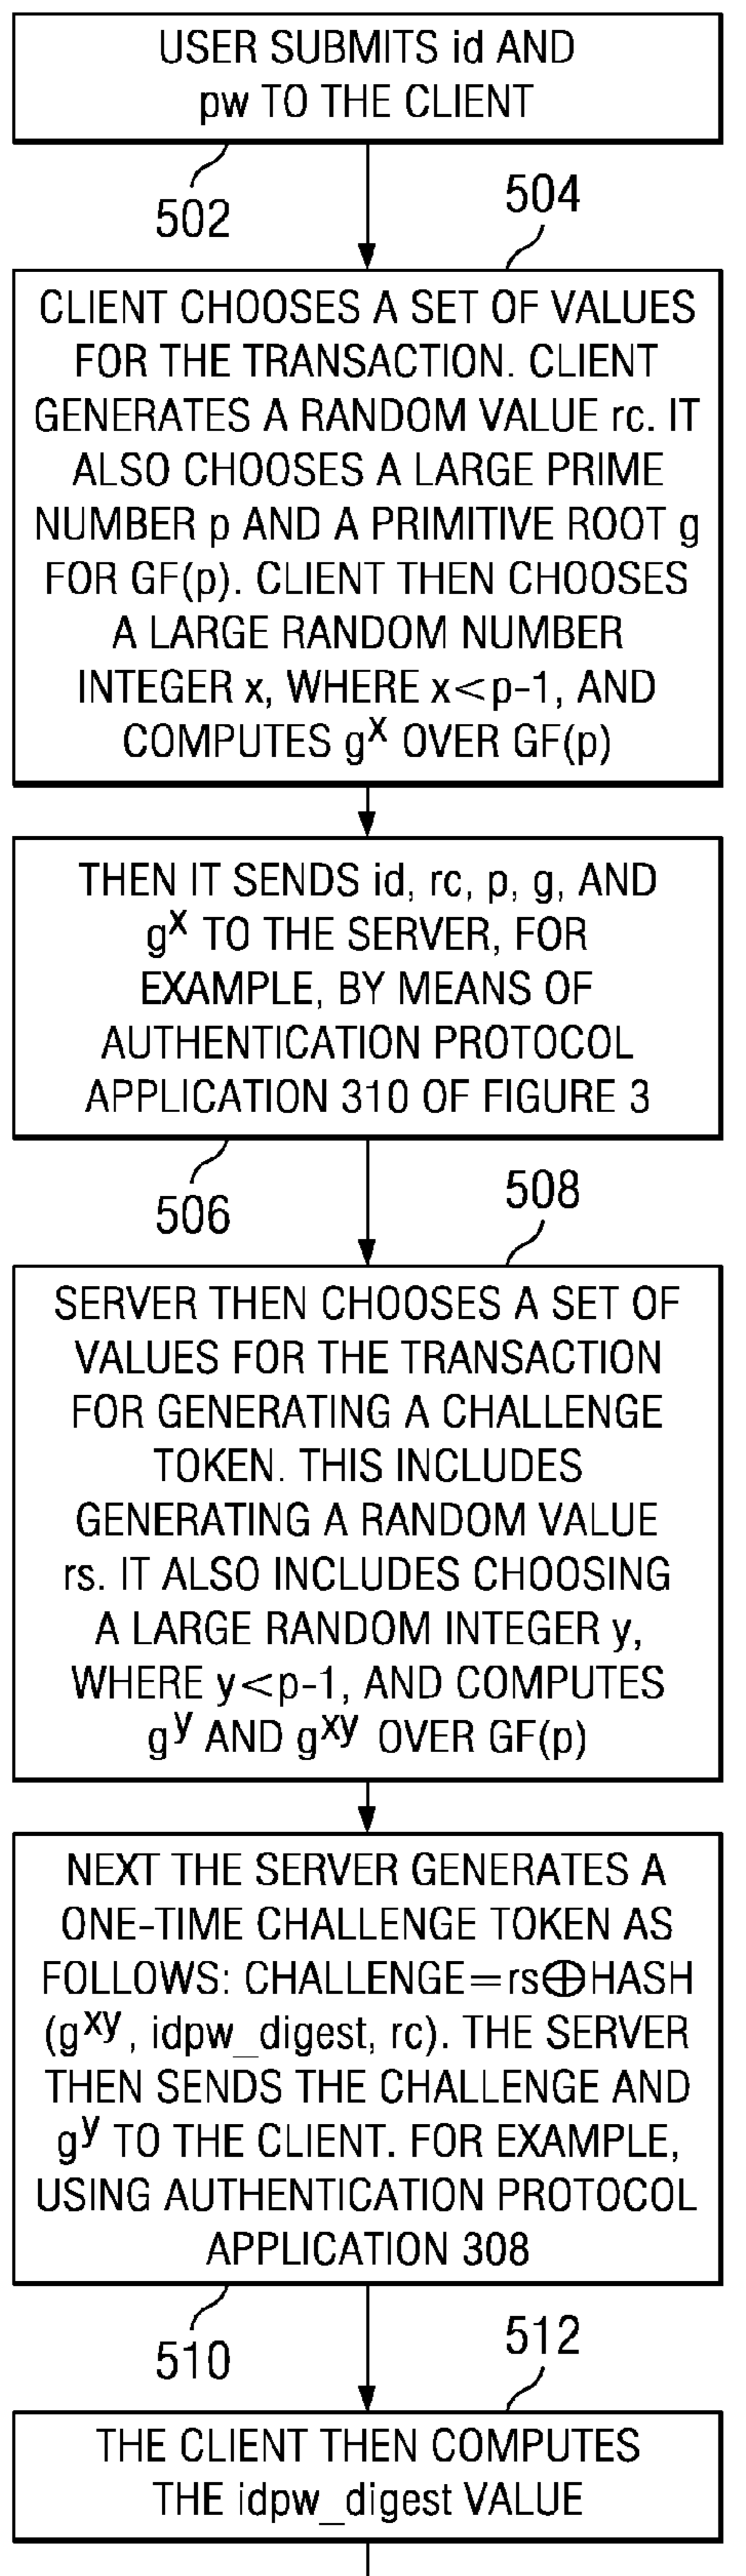 USER SUBMITS id AND
pw TO THE CLIENT
502
504
CLIENT CHOOSES A SET OF VALUES
FOR THE TRANSACTION. CLIENT
GENERATES A RANDOM VALUE rc. IT
ALSO CHOOSES A LARGE PRIME
NUMBER p AND A PRIMITIVE ROOT g
FOR GF(p). CLIENT THEN CHOOSES
A LARGE RANDOM NUMBER
INTEGER x, WHERE x<p-1, AND
COMPUTES g^x OVER GF(p)
THEN IT SENDS id, rc, p, g, AND
g^x TO THE SERVER, FOR
EXAMPLE, BY MEANS OF
AUTHENTICATION PROTOCOL
APPLICATION 310 OF FIGURE 3
506
508
SERVER THEN CHOOSES A SET OF
VALUES FOR THE TRANSACTION
FOR GENERATING A CHALLENGE
TOKEN. THIS INCLUDES
GENERATING A RANDOM VALUE
rs. IT ALSO INCLUDES CHOOSING
A LARGE RANDOM INTEGER y,
WHERE y<p-1, AND COMPUTES
g^y AND g^xy OVER GF(p)
NEXT THE SERVER GENERATES A
ONE-TIME CHALLENGE TOKEN AS
FOLLOWS: CHALLENGE=rs⊕HASH
(g^xy, idpw_digest, rc). THE SERVER
THEN SENDS THE CHALLENGE AND
g^y TO THE CLIENT. FOR EXAMPLE,
USING AUTHENTICATION PROTOCOL
APPLICATION 308
510
512
THE CLIENT THEN COMPUTES
THE idpw_digest VALUE